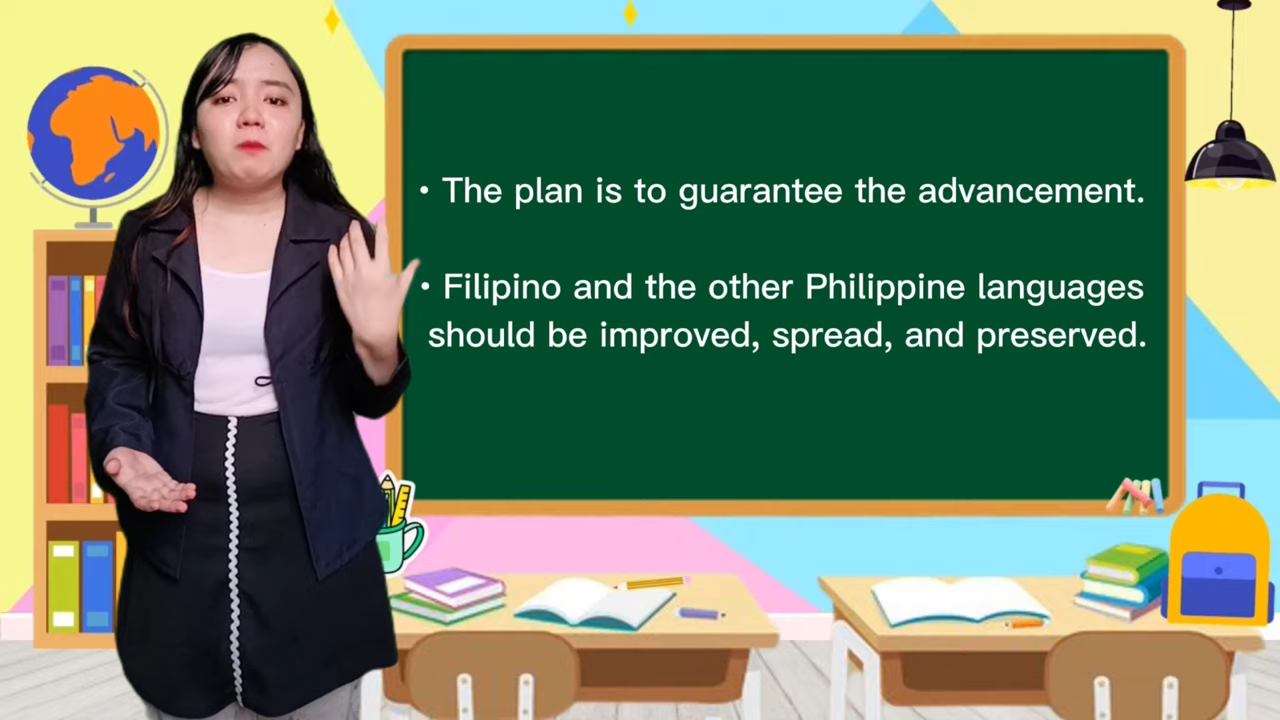 • The plan is to guarantee the advancement.
• Filipino and the other Philippine languages
should be improved, spread, and preserved.